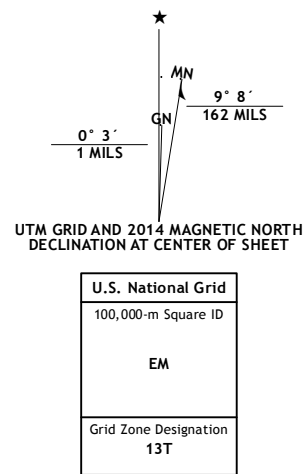 ★
MN
9° 8´
162 MILS
GN
0° 3´
1 MILS
UTM GRID AND 2014 MAGNETIC NORTH
DECLINATION AT CENTER OF SHEET
U.S. National Grid
100,000-m Square ID
EM
Grid Zone Designation
13T